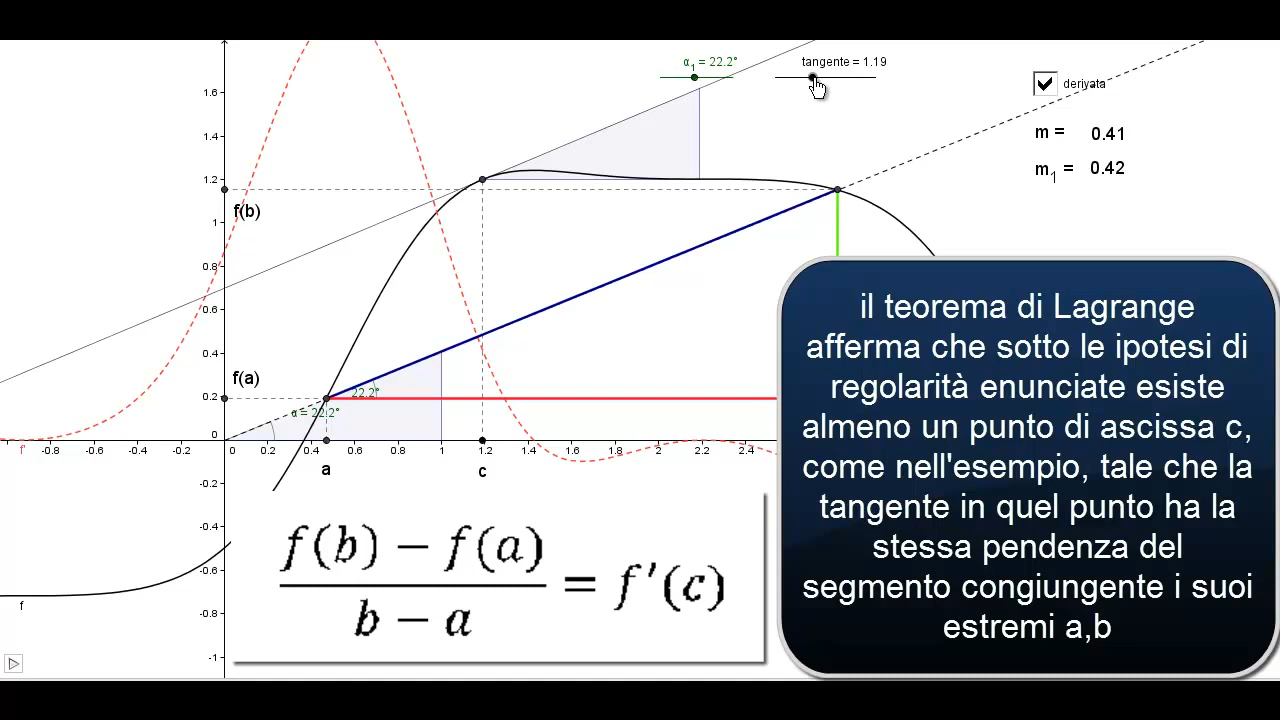 α1 = 22.2°
tangente = 1.19
derivata
m = 0.41
m1 = 0.42
1.6
1.4
1.2
f(b)
1
0.8
0.6
0.4
f(a)
0.2
22.2°
α = 22.2°
0
f'
-0.8 -0.6 -0.4 -0.2 0 0.2 0.4 0.6 0.8 1 1.2 1.4 1.6 1.8 2 2.2 2.4
a
c
-0.2
-0.4
-0.6
f
-0.8
-1
f(b) − f(a)
b − a
= f'(c)
il teorema di Lagrange
afferma che sotto le ipotesi di
regolarità enunciate esiste
almeno un punto di ascissa c,
come nell'esempio, tale che la
tangente in quel punto ha la
stessa pendenza del
segmento congiungente i suoi
estremi a,b